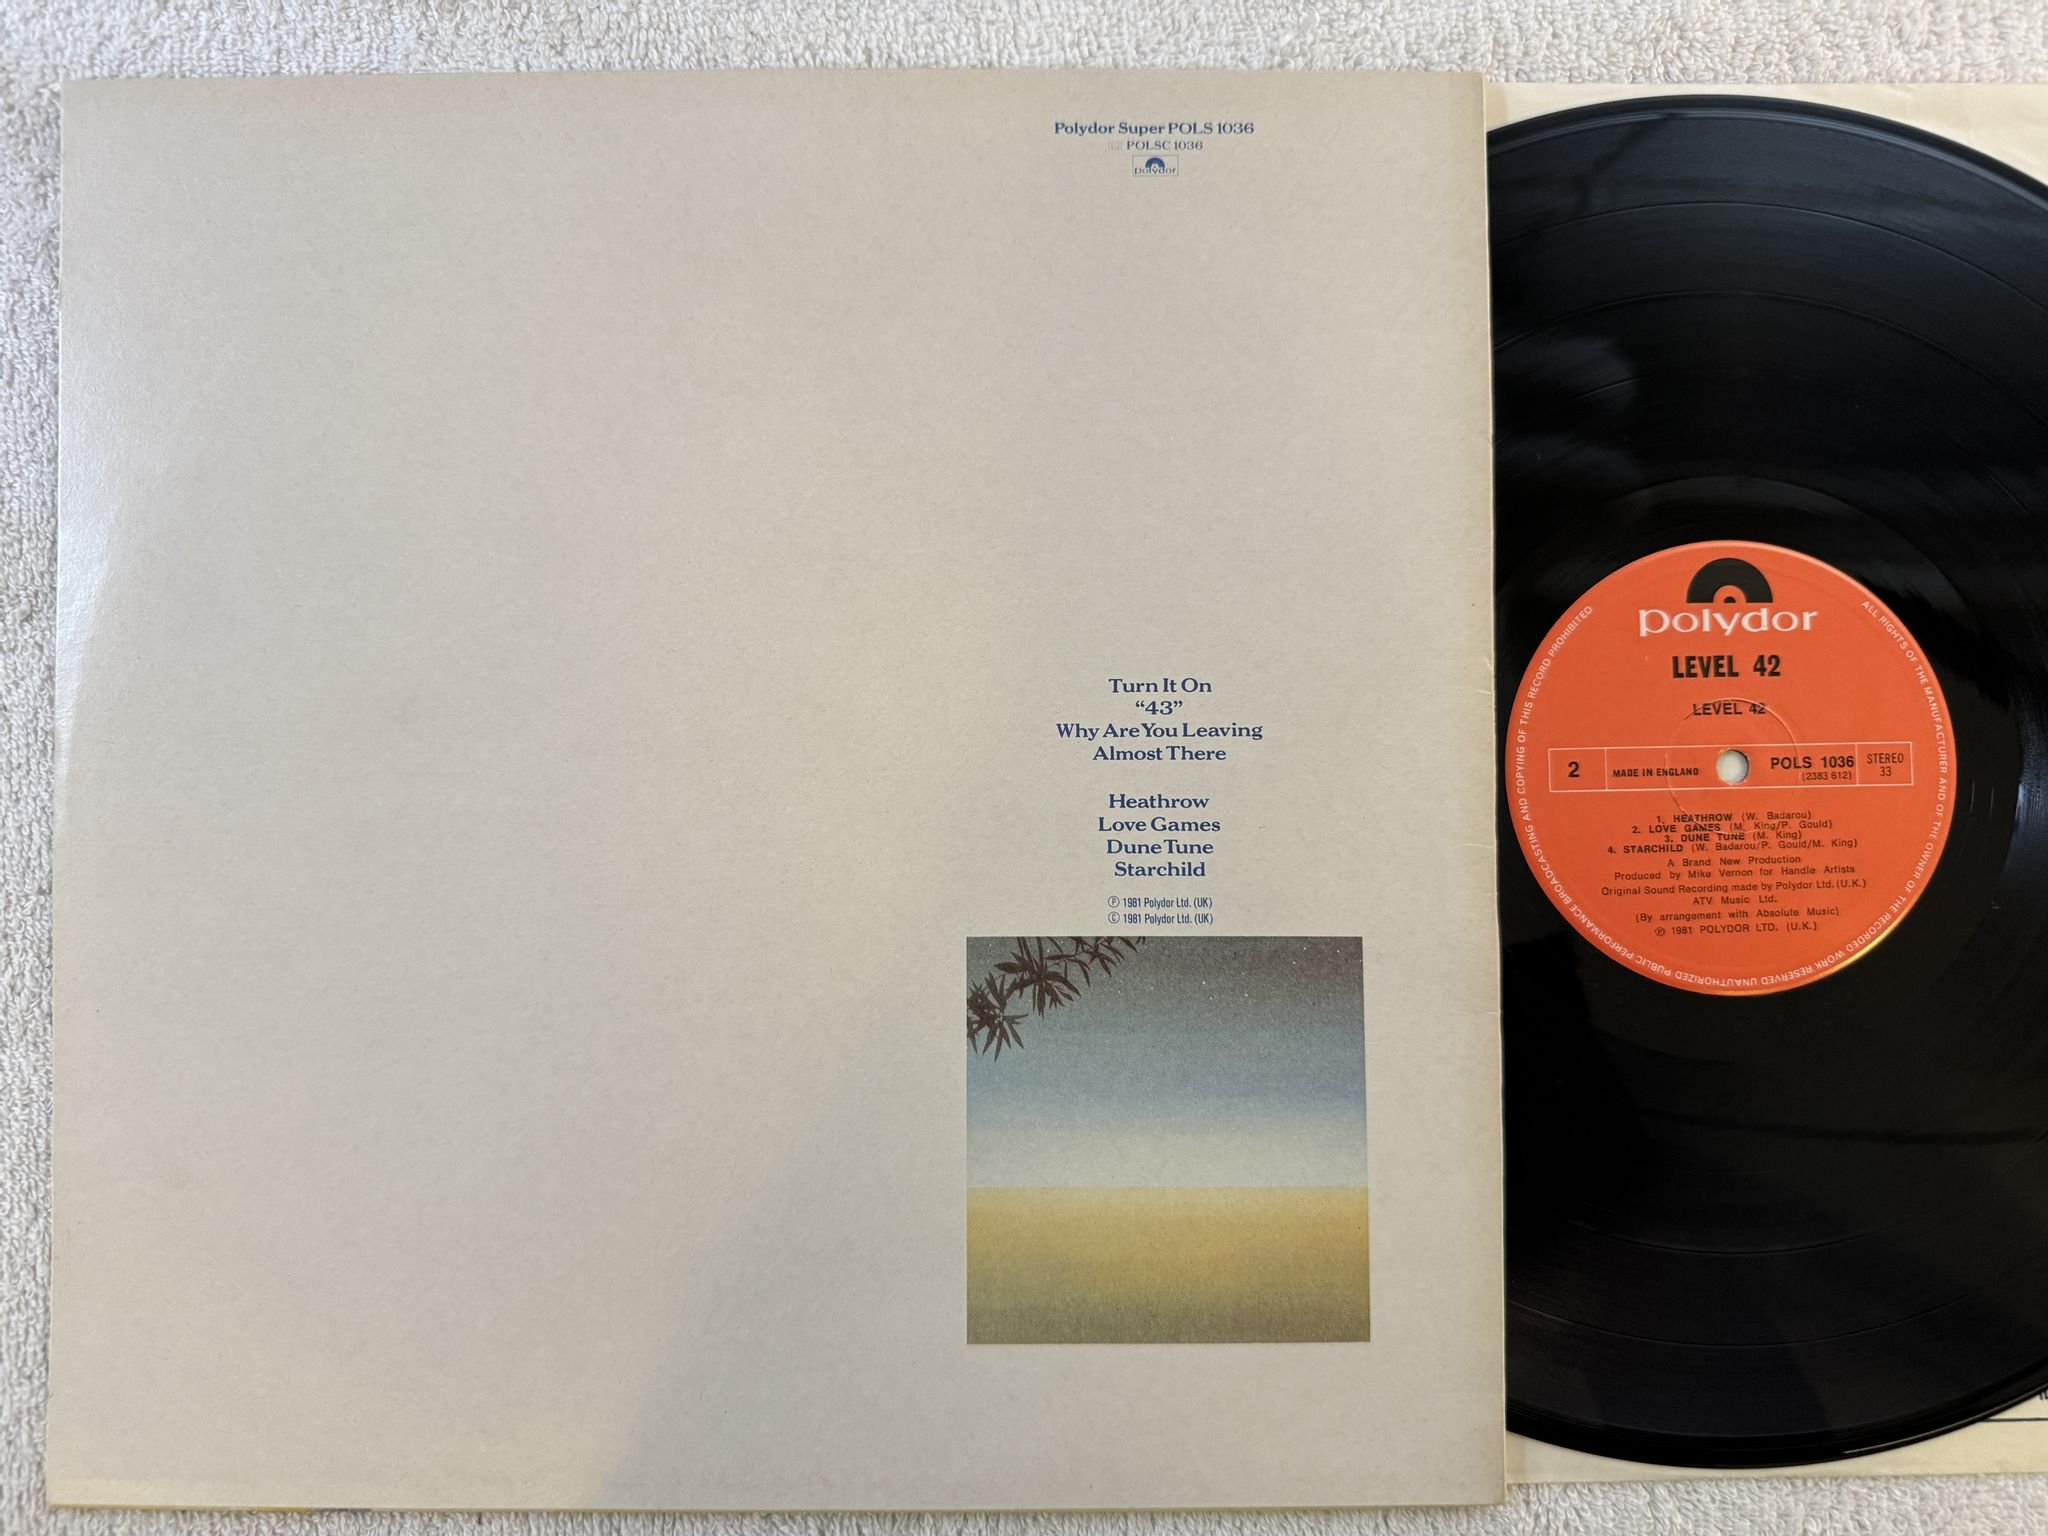 Polydor Super POLS 1036
POLSC 1036
polydor
Turn It On
“43”
Why Are You Leaving
Almost There
Heathrow
Love Games
Dune Tune
Starchild
Ⓟ 1981 Polydor Ltd. (UK)
© 1981 Polydor Ltd. (UK)
polydor
LEVEL 42
LEVEL 42
2 MADE IN ENGLAND POLS 1036 STEREO
(2383 612) 33
1. HEATHROW (W. Badarou)
2. LOVE GAMES (M. King/P. Gould)
3. DUNE TUNE (M. King)
4. STARCHILD (W. Badarou/P. Gould/M. King)
A Brand New Production
Produced by Mike Vernon for Handle Artists
Original Sound Recording made by Polydor Ltd. (U.K.)
ATV Music Ltd.
(By arrangement with Absolute Music)
Ⓟ 1981 POLYDOR LTD. (U.K.)
ALL RIGHTS OF THE MANUFACTURER AND OF THE OWNER OF THE RECORDED WORK RESERVED UNAUTHORIZED PUBLIC PERFORMANCE BROADCASTING AND COPYING OF THIS RECORD PROHIBITED